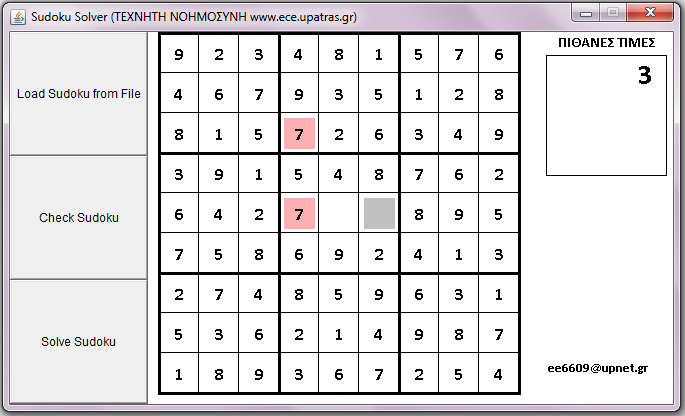 Sudoku Solver (ΤΕΧΝΗΤΗ ΝΟΗΜΟΣΥΝΗ www.ece.upatras.gr)
Load Sudoku from File
Check Sudoku
Solve Sudoku
9 2 3 4 8 1 5 7 6
4 6 7 9 3 5 1 2 8
8 1 5 7 2 6 3 4 9
3 9 1 5 4 8 7 6 2
6 4 2 7 8 9 5
7 5 8 6 9 2 4 1 3
2 7 4 8 5 9 6 3 1
5 3 6 2 1 4 9 8 7
1 8 9 3 6 7 2 5 4
ΠΙΘΑΝΕΣ ΤΙΜΕΣ
3
ee6609@upnet.gr